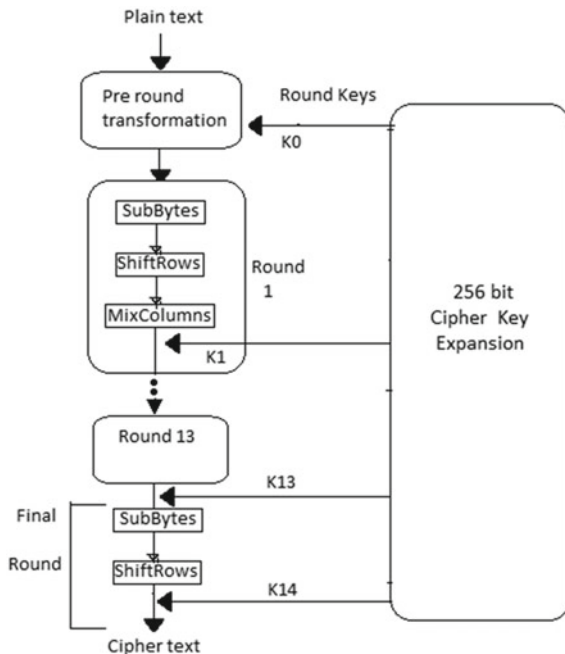 Plain text
Pre round
transformation
Round Keys
K0
SubBytes
ShiftRows
MixColumns
Round
1
K1
256 bit
Cipher Key
Expansion
Round 13
K13
Final
Round
SubBytes
ShiftRows
K14
Cipher text